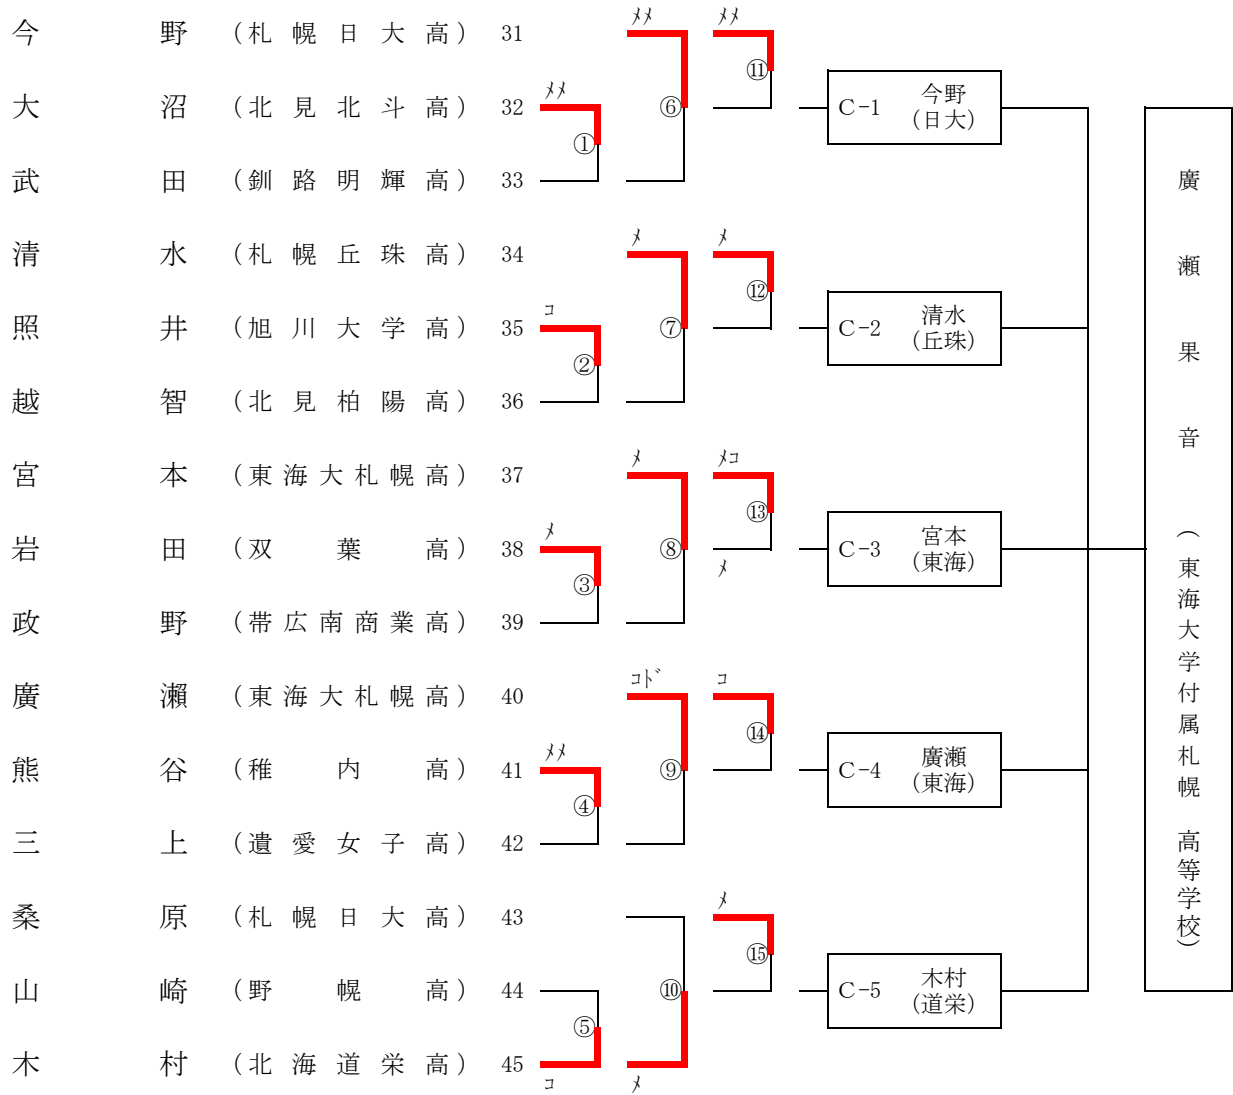 今野 （札幌日大高） 31
大沼 （北見北斗高） 32
武田 （釧路明輝高） 33
清水 （札幌丘珠高） 34
照井 （旭川大学高） 35
越智 （北見柏陽高） 36
宮本 （東海大札幌高） 37
岩田 （双葉高） 38
政野 （帯広南商業高） 39
廣瀬 （東海大札幌高） 40
熊谷 （稚内高） 41
三上 （遺愛女子高） 42
桑原 （札幌日大高） 43
山崎 （野幌高） 44
木村 （北海道栄高） 45
ﾒﾒ
①
ｺ
②
ﾒ
③
ﾒﾒ
④
⑤
ｺ
ﾒﾒ
⑥
ﾒ
⑦
ﾒ
⑧
ｺﾄﾞ
⑨
⑩
ﾒ
ﾒﾒ
⑪
ﾒ
⑫
ﾒｺ
⑬
ﾒ
ｺ
⑭
ﾒ
⑮
C-1 今野
（日大）
C-2 清水
（丘珠）
C-3 宮本
（東海）
C-4 廣瀬
（東海）
C-5 木村
（道栄）
廣瀬果音（東海大学付属札幌高等学校）